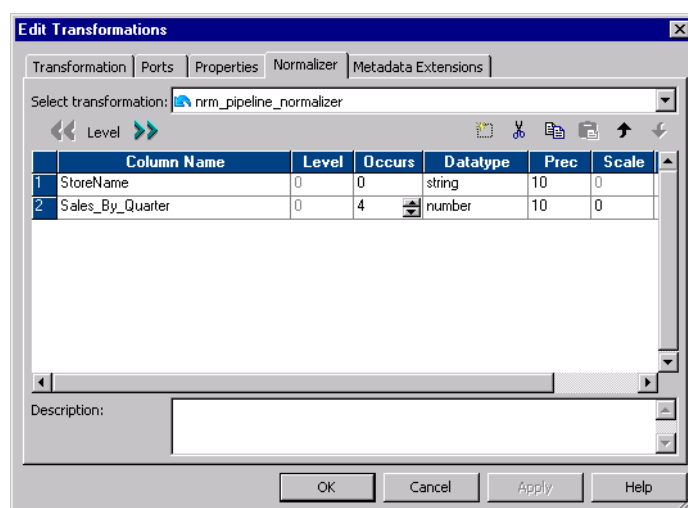 Edit Transformations
Transformation Ports Properties Normalizer Metadata Extensions
Select transformation: nrm_pipeline_normalizer
Level
Column Name Level Occurs Datatype Prec Scale
1 StoreName 0 0 string 10 0
2 Sales_By_Quarter 0 4 number 10 0
Description:
OK Cancel Apply Help